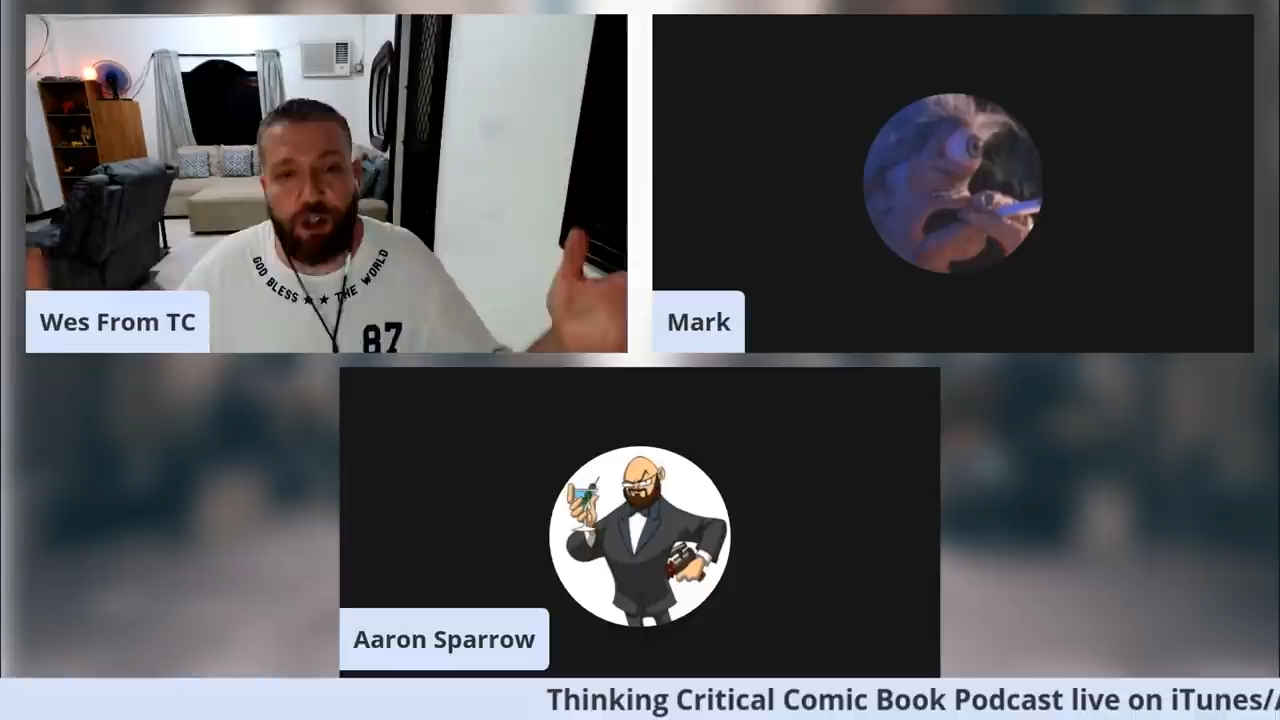 GOD BLESS ★ ★ THE WORLD
87
Wes From TC
Mark
Aaron Sparrow
Thinking Critical Comic Book Podcast live on iTunes/